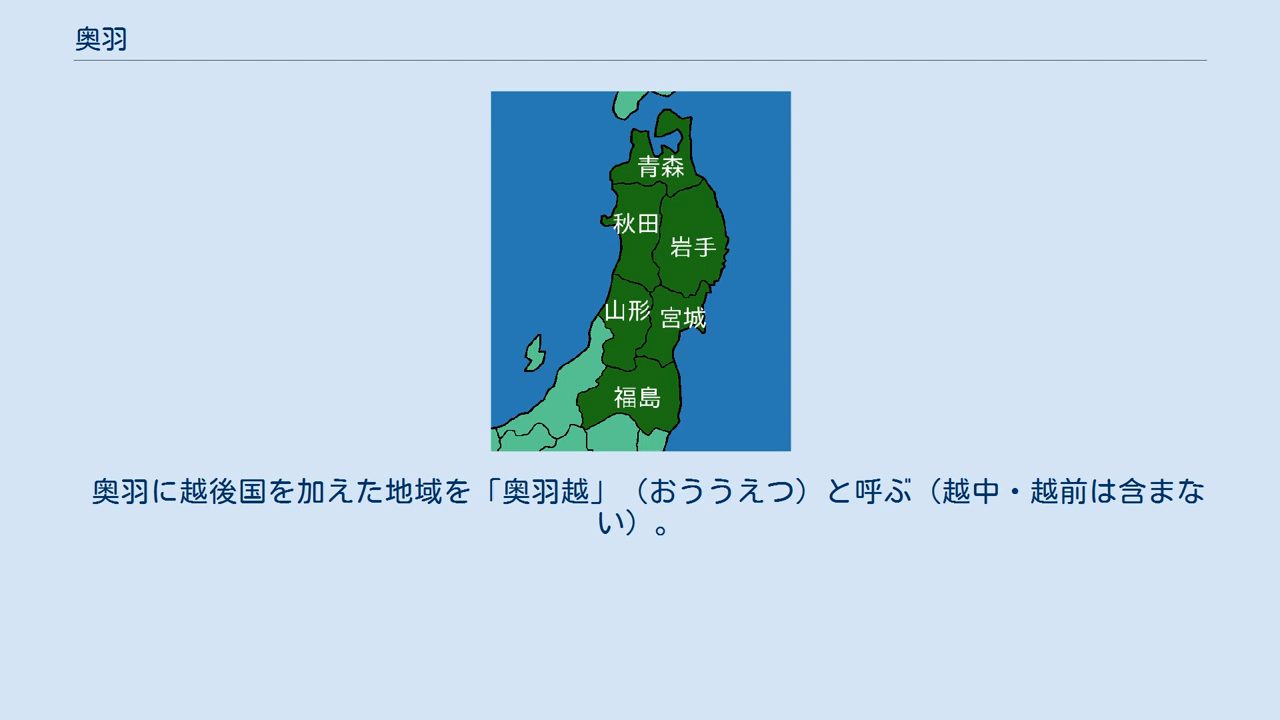 奥羽
青森
秋田
岩手
山形
宮城
福島
奥羽に越後国を加えた地域を「奥羽越」（おううえつ）と呼ぶ（越中・越前は含まな
い）。